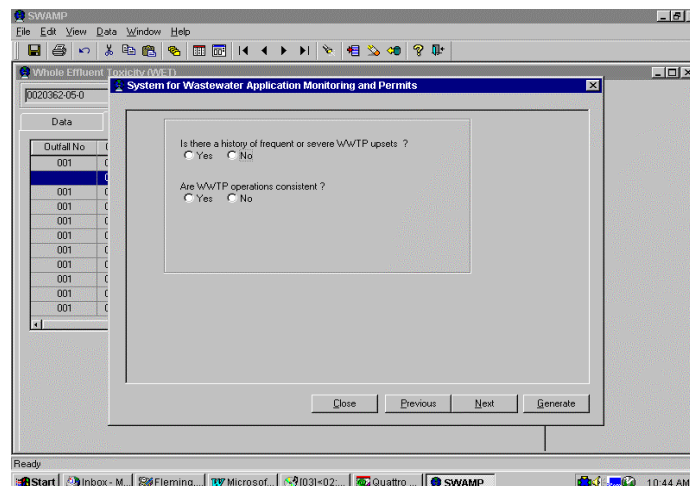 SWAMP
File Edit View Data Window Help
Whole Effluent Toxicity (WET)
System for Wastewater Application Monitoring and Permits
0020362-05-0
Data
Outfall No
001
001
001
001
001
001
001
001
001
001
Is there a history of frequent or severe WWTP upsets ?
Yes No
Are WWTP operations consistent ?
Yes No
Close Previous Next Generate
Ready
Start Inbox - M... Fleming,... Microsof... Quattro ... SWAMP 10:44 AM